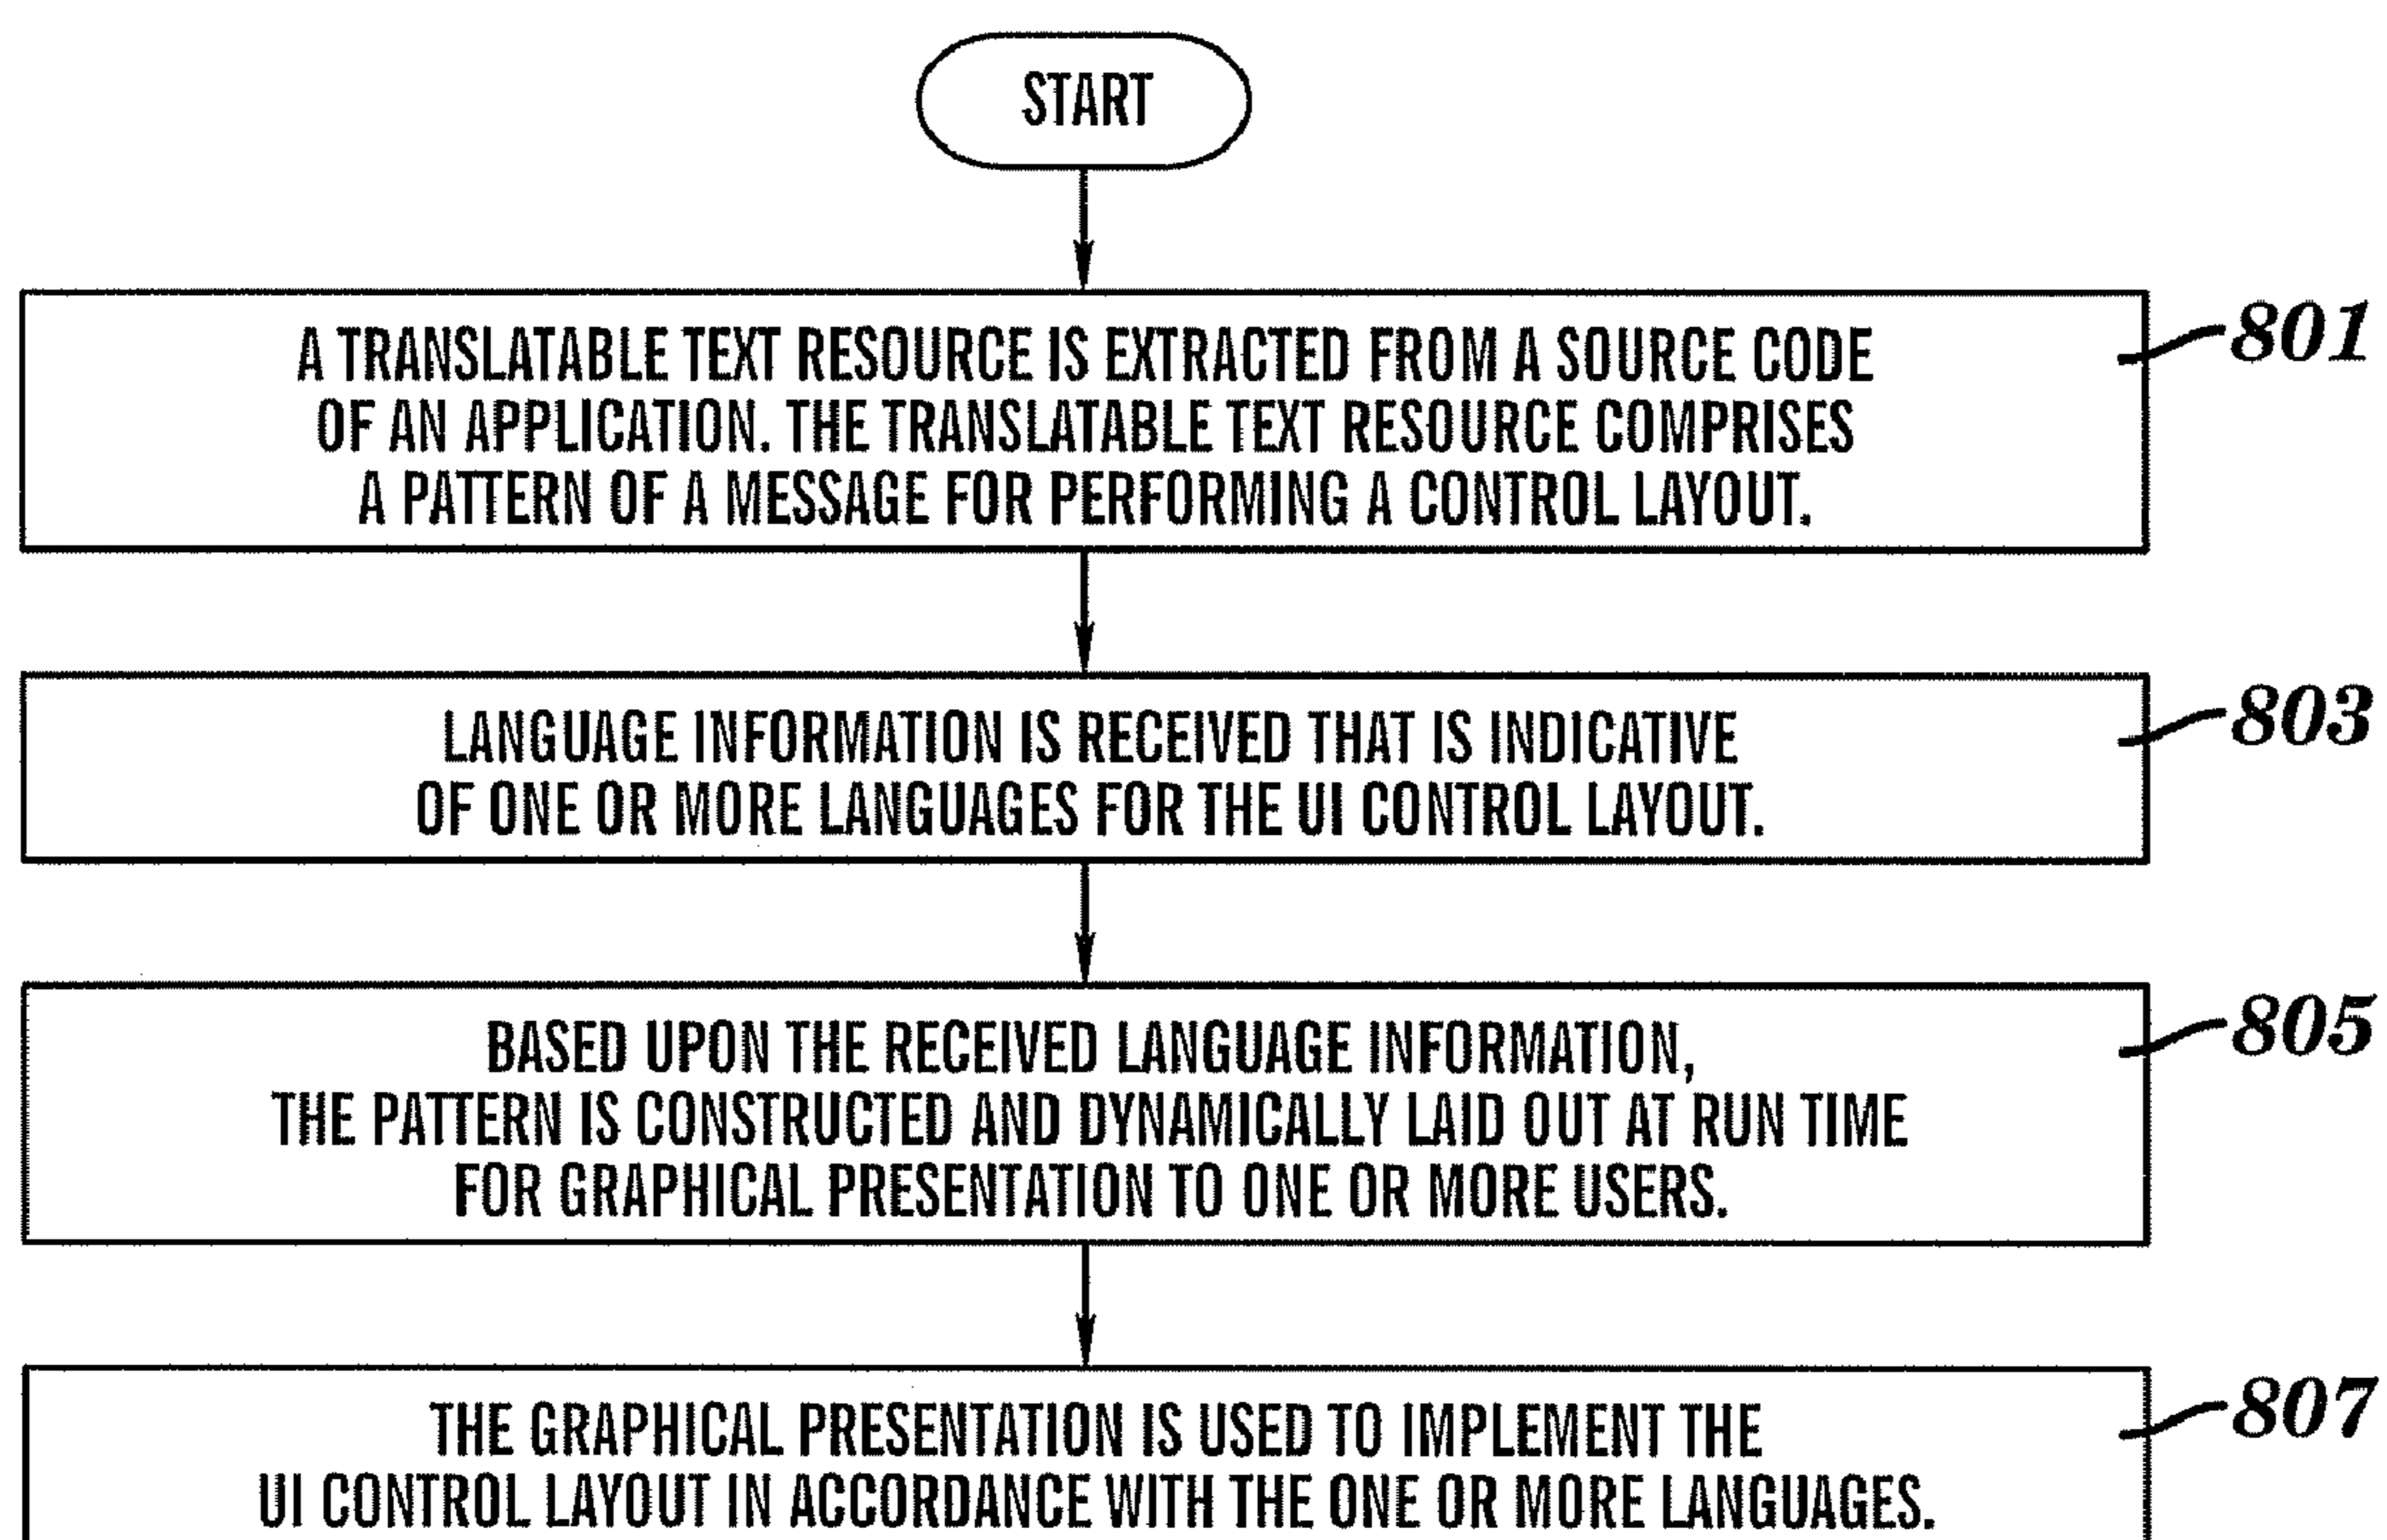 START
A TRANSLATABLE TEXT RESOURCE IS EXTRACTED FROM A SOURCE CODE
OF AN APPLICATION. THE TRANSLATABLE TEXT RESOURCE COMPRISES
A PATTERN OF A MESSAGE FOR PERFORMING A CONTROL LAYOUT.
801
LANGUAGE INFORMATION IS RECEIVED THAT IS INDICATIVE
OF ONE OR MORE LANGUAGES FOR THE UI CONTROL LAYOUT.
803
BASED UPON THE RECEIVED LANGUAGE INFORMATION,
THE PATTERN IS CONSTRUCTED AND DYNAMICALLY LAID OUT AT RUN TIME
FOR GRAPHICAL PRESENTATION TO ONE OR MORE USERS.
805
THE GRAPHICAL PRESENTATION IS USED TO IMPLEMENT THE
UI CONTROL LAYOUT IN ACCORDANCE WITH THE ONE OR MORE LANGUAGES.
807